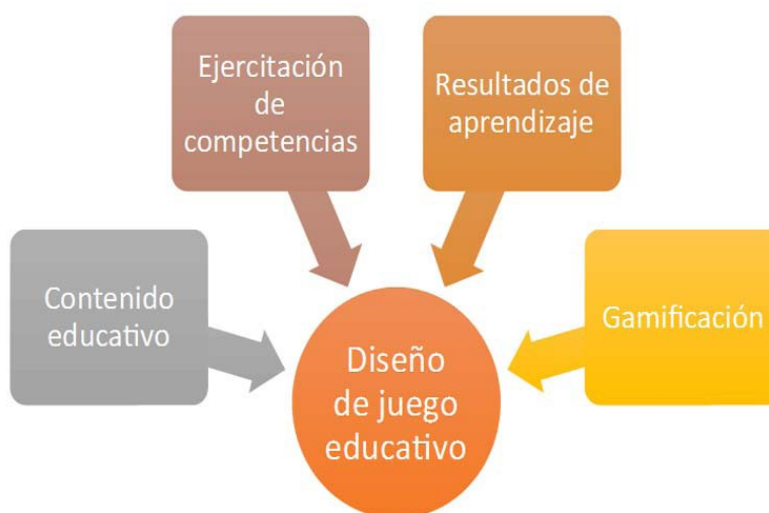 Ejercitación
de
competencias
Resultados de
aprendizaje
Contenido
educativo
Gamificación
Diseño
de juego
educativo